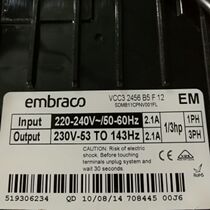 VCC3 2456 B5 F 12
embraco
SDMB11CPNV001FL
EM
Input 220-240V~/50-60Hz 2.1A 1/3hp 1PH
Output 230V-53 TO 143Hz 2.1A 3PH
Risk of electric shock!
Before touching
terminals unplug system and
wait 30 seconds.
519306234 QD 10/08/14 708445 00J6